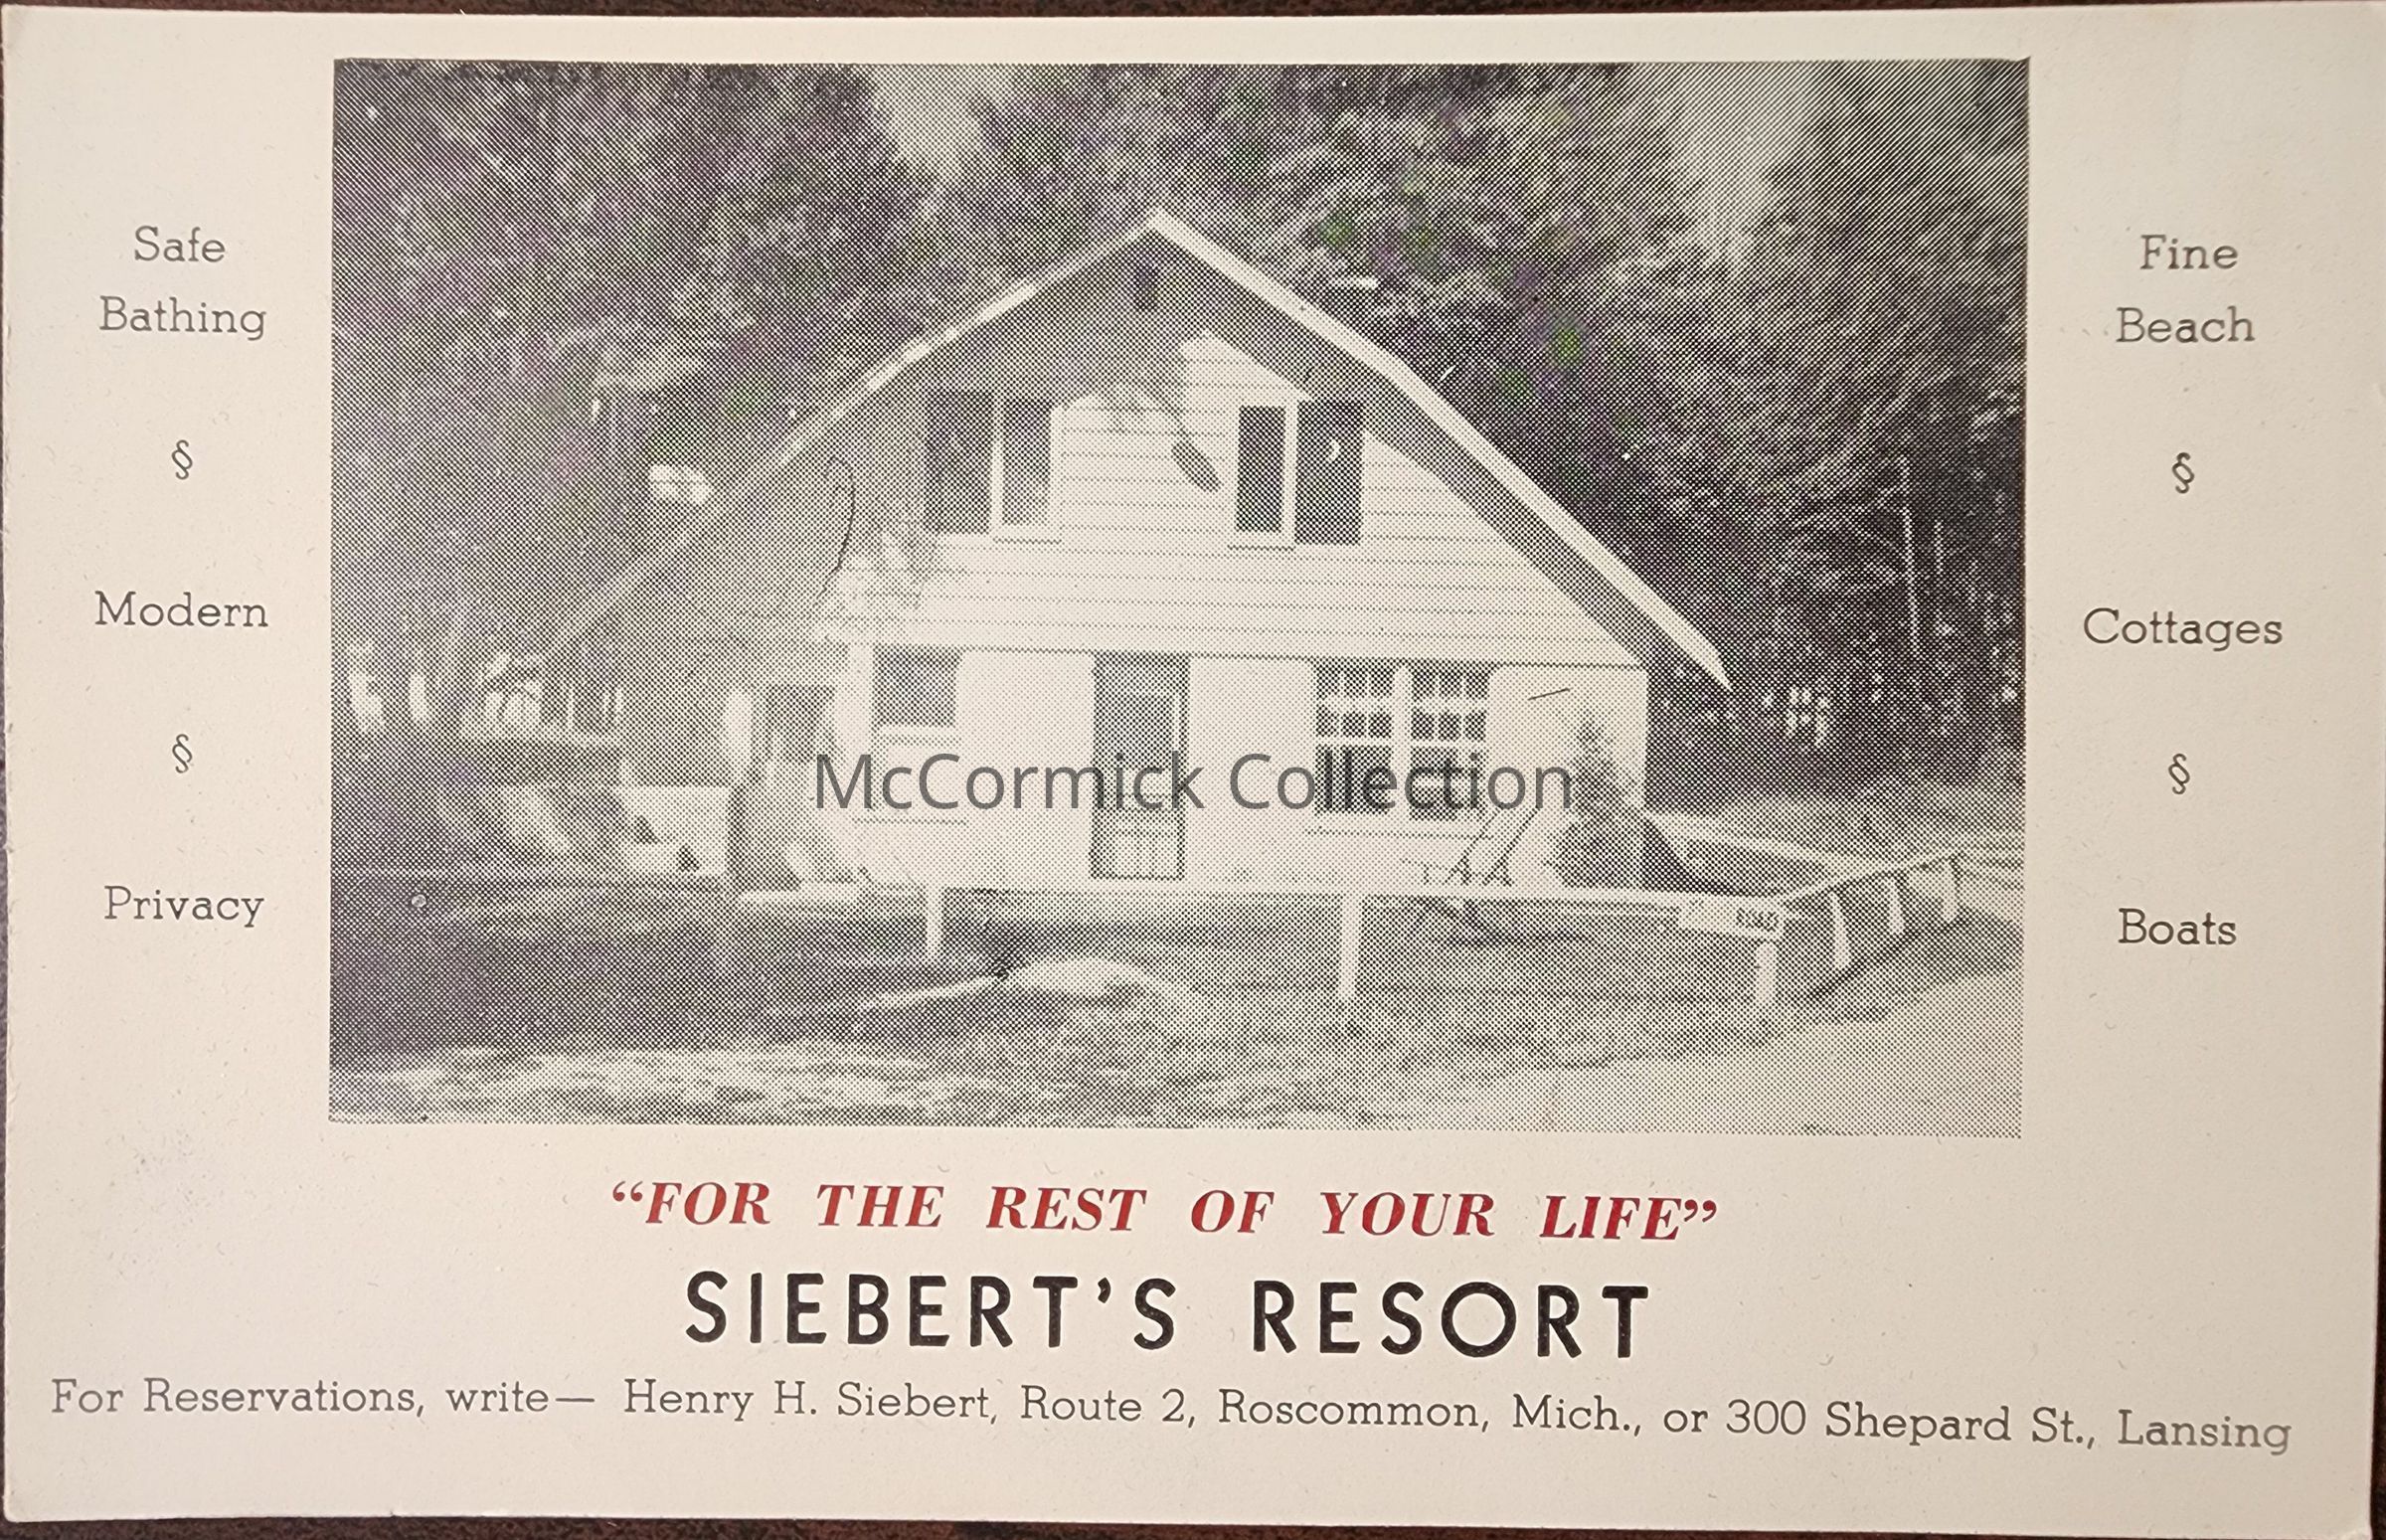 Safe
Bathing
§
Modern
§
Privacy
Fine
Beach
§
Cottages
§
Boats
McCormick Collection
“FOR THE REST OF YOUR LIFE”
SIEBERT’S RESORT
For Reservations, write— Henry H. Siebert, Route 2, Roscommon, Mich., or 300 Shepard St., Lansing